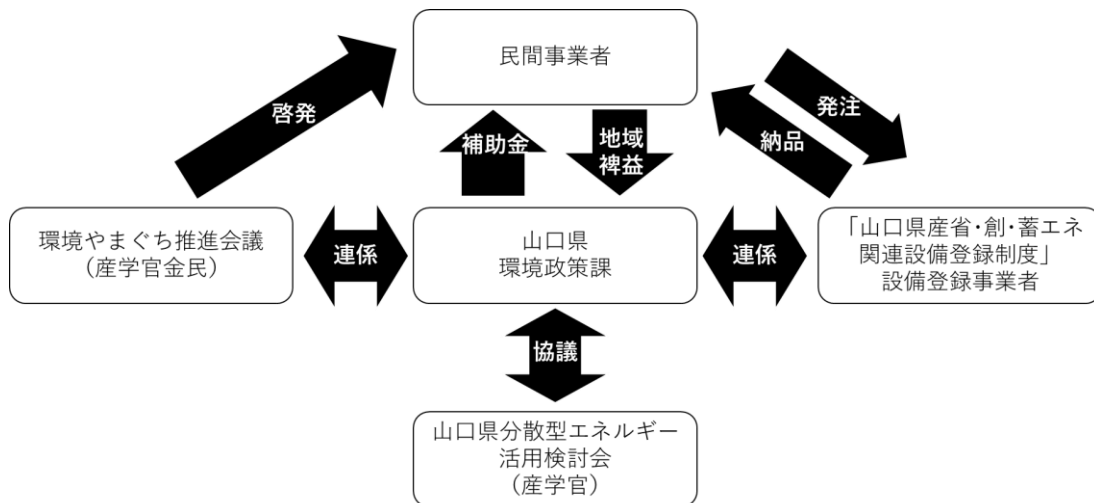 民間事業者
啓発
補助金
地域
裨益
発注
納品
環境やまぐち推進会議
（産学官金民）
連係
山口県
環境政策課
連係
「山口県産省・創・蓄エネ
関連設備登録制度」
設備登録事業者
協議
山口県分散型エネルギー
活用検討会
（産学官）